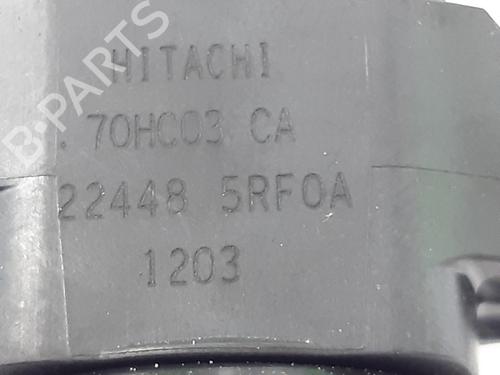 HITACHI
. 70HC03 CA
22448 5RF0A
1203
B-PARTS